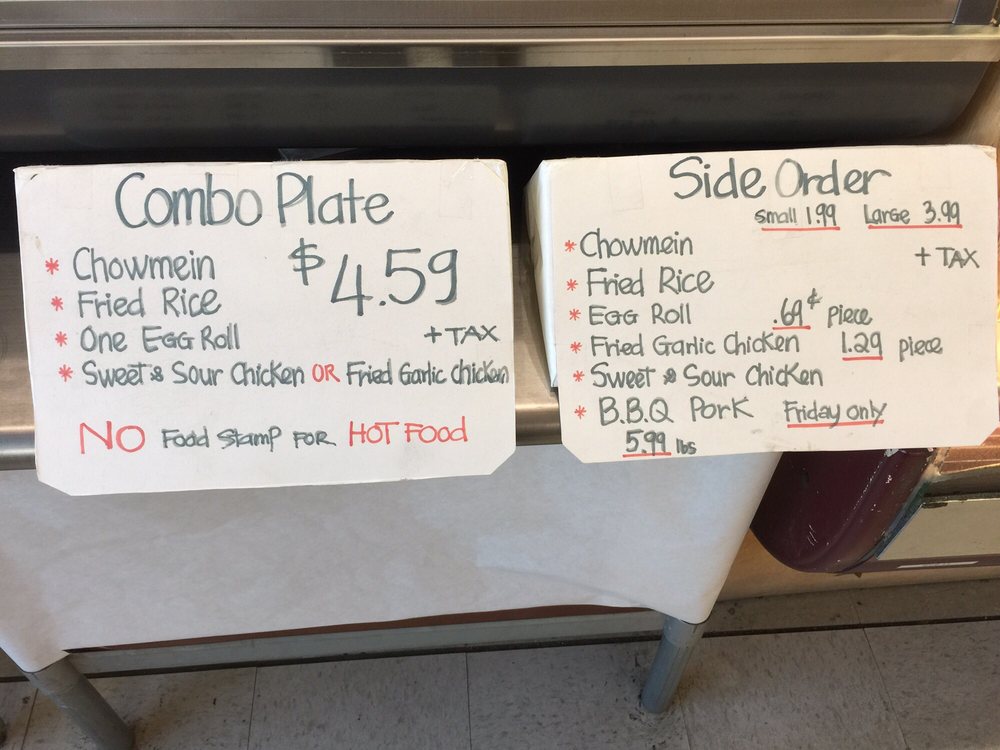 Combo Plate
* Chowmein $4.59
* Fried Rice
* One Egg Roll + TAX
* Sweet & Sour Chicken OR Fried Garlic chicken
NO Food Stamp FOR HOT FOOD
Side Order
Small 1.99 Large 3.99
* Chowmein + TAX
* Fried Rice
* Egg Roll .69¢ piece
* Fried Garlic Chicken 1.29 piece
* Sweet & Sour Chicken
* B.B.Q Pork Friday only
5.99 lbs